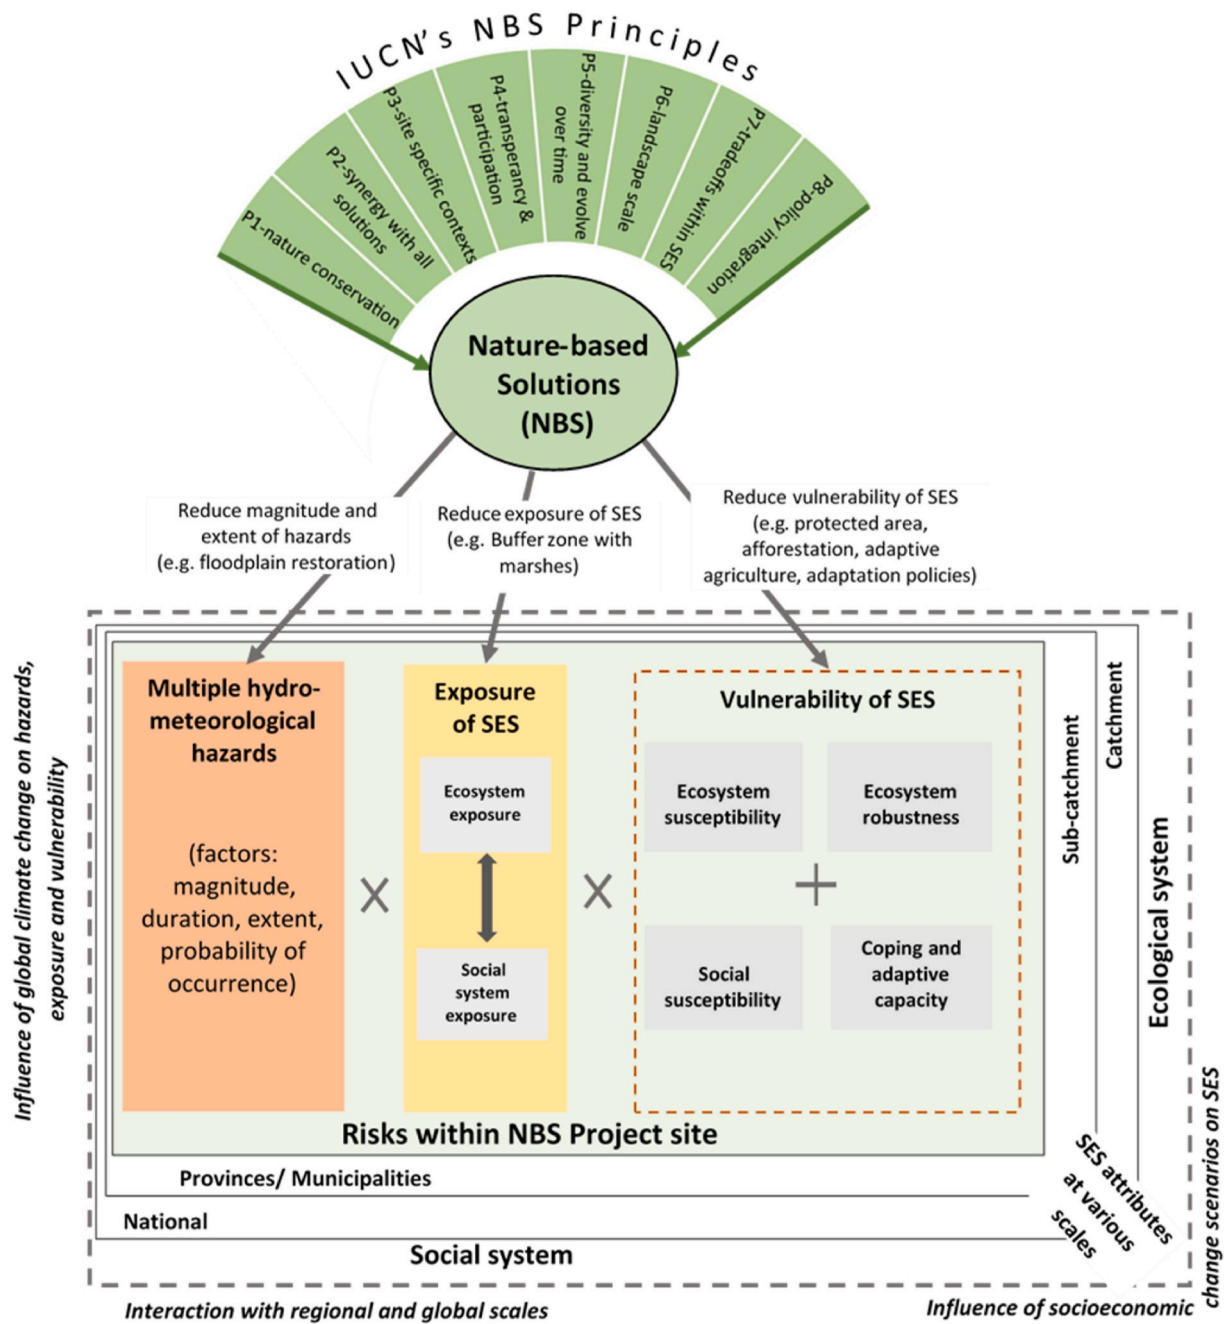 IUCN's NBS Principles
P1-nature conservation
P2-synergy with all
solutions
P3-site specific contexts
P4-transperancy &
participation
P5-diversity and evolve
over time
P6-landscape scale
P7-tradeoffs within SES
P8-policy integration
Nature-based
Solutions
(NBS)
Reduce magnitude and
extent of hazards
(e.g. floodplain restoration)
Reduce exposure of SES
(e.g. Buffer zone with
marshes)
Reduce vulnerability of SES
(e.g. protected area,
afforestation, adaptive
agriculture, adaptation policies)
Influence of global climate change on hazards,
exposure and vulnerability
Multiple hydro-
meteorological
hazards
(factors:
magnitude,
duration, extent,
probability of
occurrence)
×
Exposure
of SES
Ecosystem
exposure
Social
system
exposure
×
Vulnerability of SES
Ecosystem
susceptibility
Ecosystem
robustness
+
Social
susceptibility
Coping and
adaptive
capacity
Risks within NBS Project site
Sub-catchment
Catchment
Ecological system
Provinces/ Municipalities
National
Social system
SES attributes
at various
scales
Interaction with regional and global scales
Influence of socioeconomic
change scenarios on SES